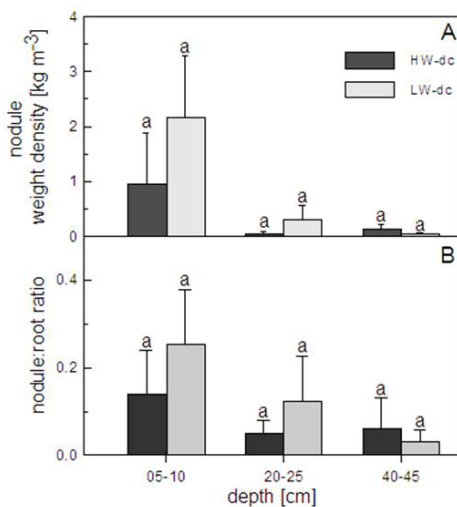 A
HW-dc
LW-dc
nodule
weight density [kg m⁻³]
4
3
2
1
0
a
a
a
a
a
a
B
nodule:root ratio
0.4
0.2
0.0
a
a
a
a
a
a
05-10
20-25
40-45
depth [cm]